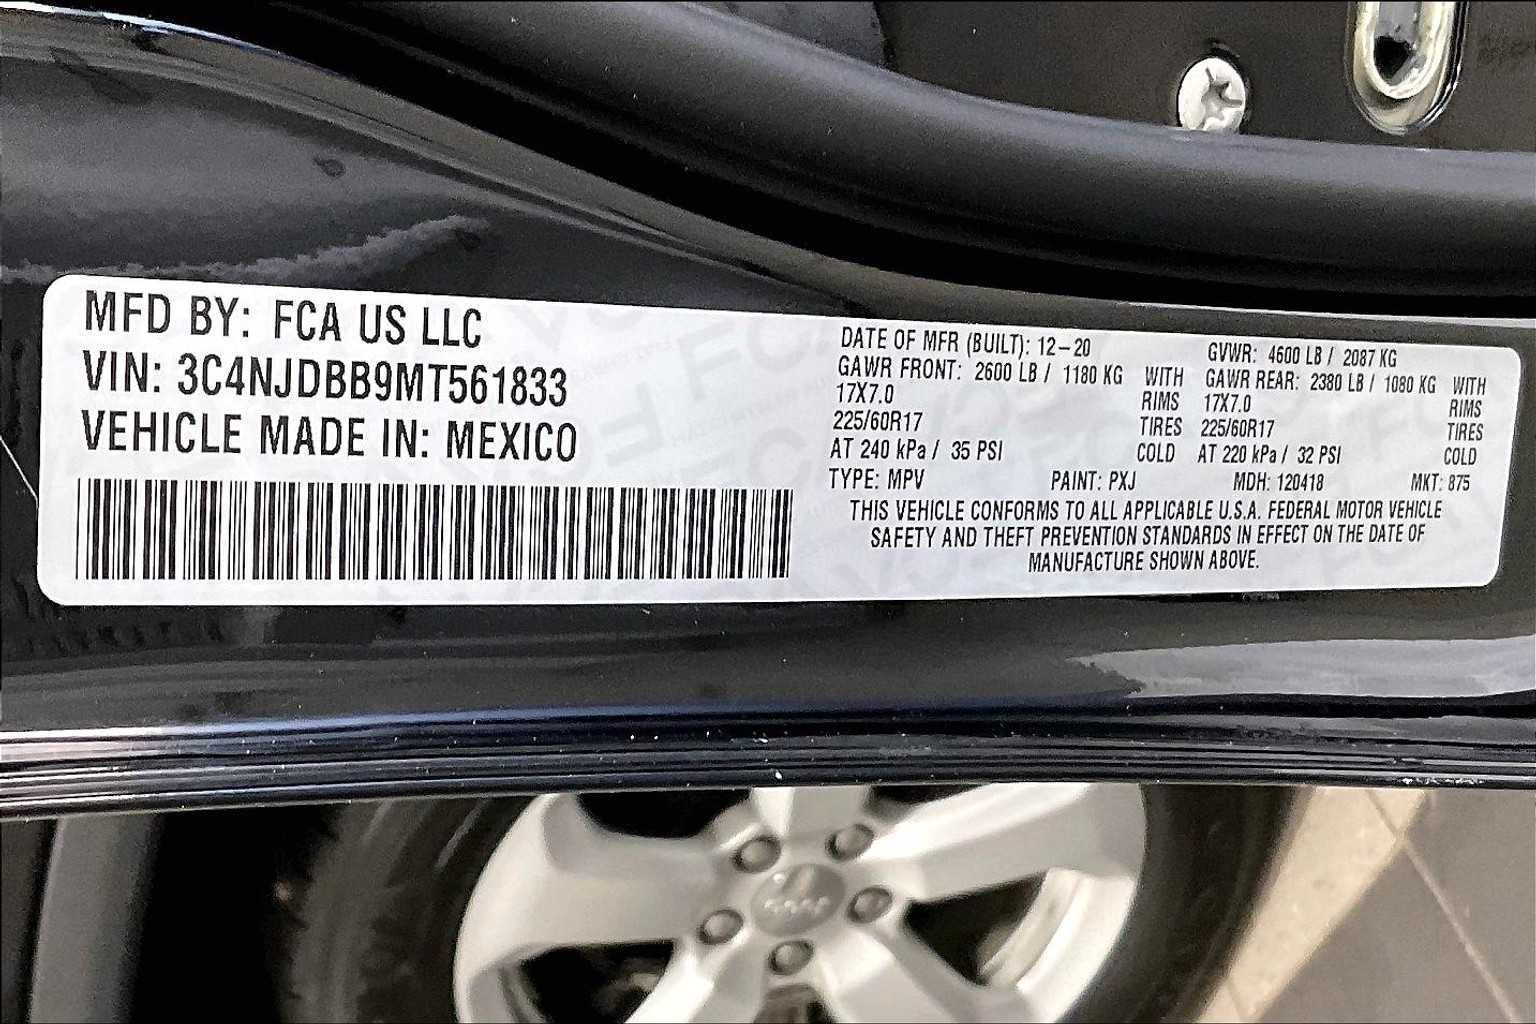 MFD BY: FCA US LLC
VIN: 3C4NJDBB9MT561833
VEHICLE MADE IN: MEXICO
DATE OF MFR (BUILT): 12-20 GVWR: 4600 LB / 2087 KG
GAWR FRONT: 2600 LB / 1180 KG WITH GAWR REAR: 2380 LB / 1080 KG WITH
17X7.0 RIMS 17X7.0 RIMS
225/60R17 TIRES 225/60R17 TIRES
AT 240 kPa / 35 PSI COLD AT 220 kPa / 32 PSI COLD
TYPE: MPV PAINT: PXJ MDH: 120418 MKT: 875
THIS VEHICLE CONFORMS TO ALL APPLICABLE U.S.A. FEDERAL MOTOR VEHICLE
SAFETY AND THEFT PREVENTION STANDARDS IN EFFECT ON THE DATE OF
MANUFACTURE SHOWN ABOVE.